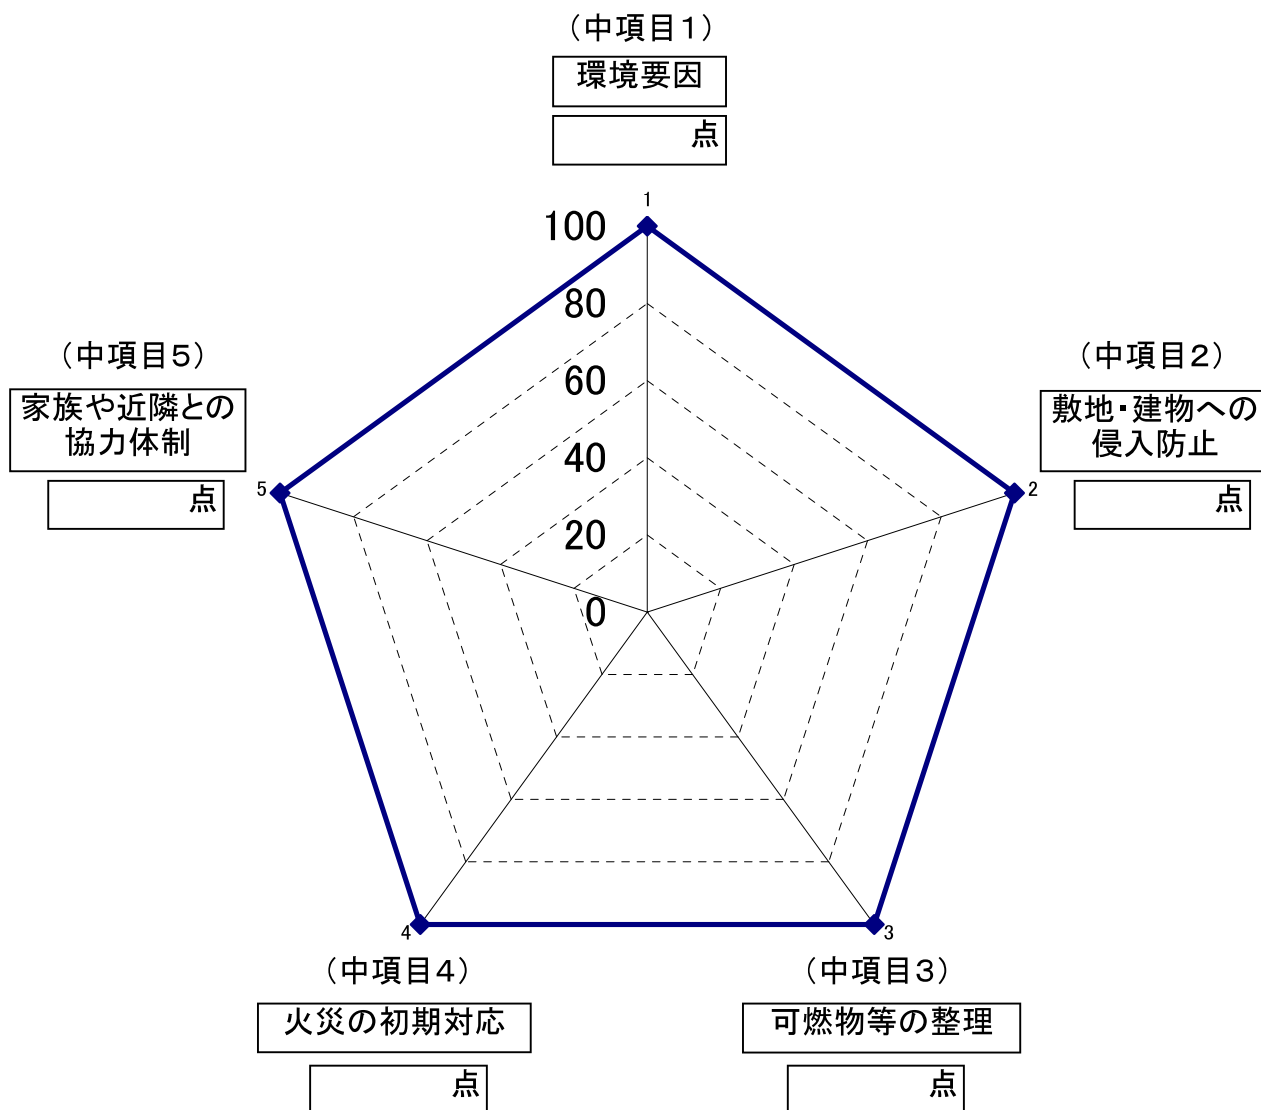 （中項目１）
環境要因
点
1
100
80
60
40
20
0
（中項目２）
敷地・建物への
侵入防止
点
2
（中項目５）
家族や近隣との
協力体制
点
5
4
3
（中項目４）
火災の初期対応
点
（中項目３）
可燃物等の整理
点